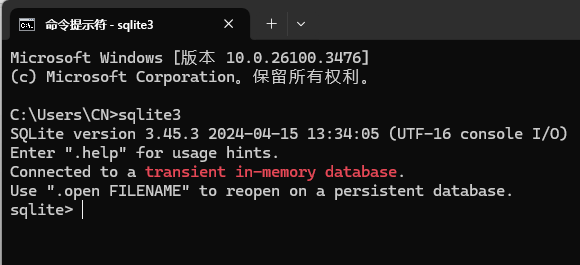 命令提示符 - sqlite3
Microsoft Windows [版本 10.0.26100.3476]
(c) Microsoft Corporation。保留所有权利。
C:\Users\CN>sqlite3
SQLite version 3.45.3 2024-04-15 13:34:05 (UTF-16 console I/O)
Enter ".help" for usage hints.
Connected to a transient in-memory database.
Use ".open FILENAME" to reopen on a persistent database.
sqlite>